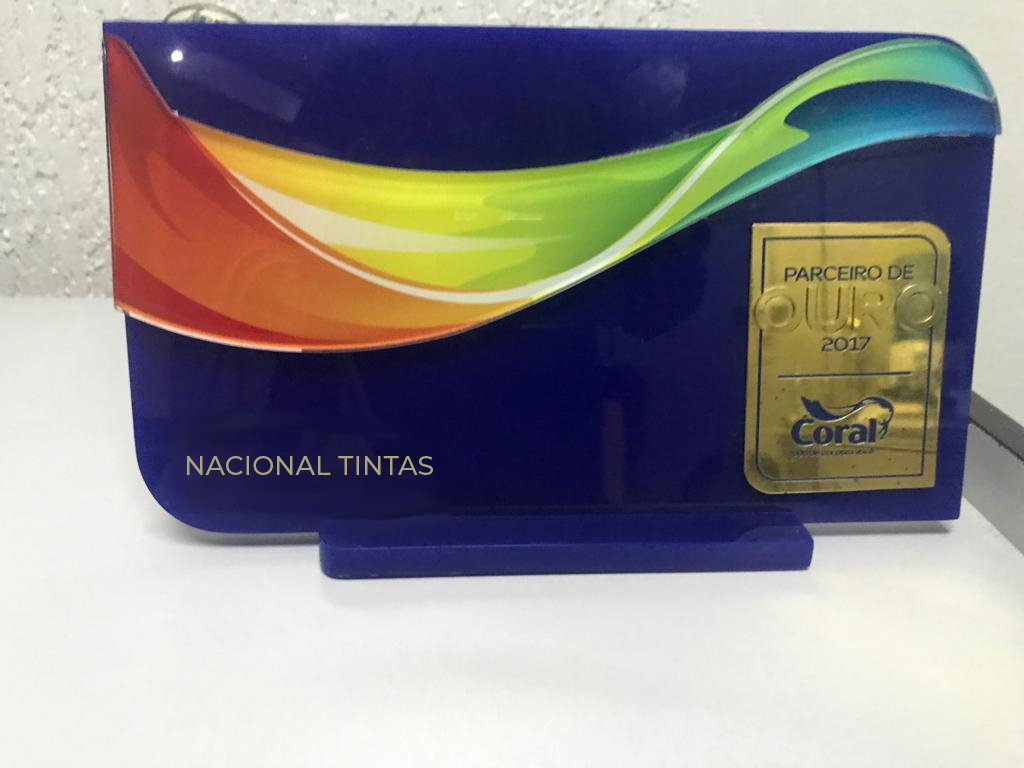 PARCEIRO DE
OURO
2017
Coral
NACIONAL TINTAS